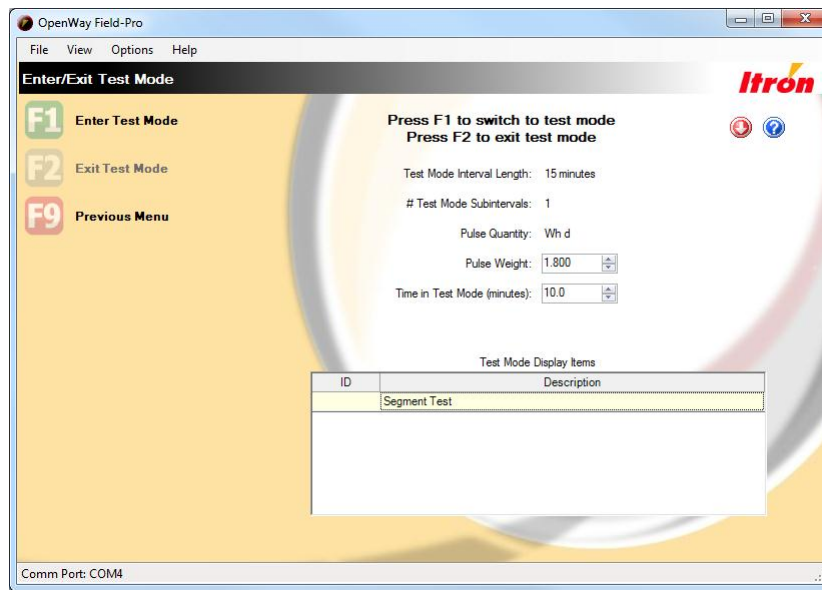 OpenWay Field-Pro
File View Options Help
Enter/Exit Test Mode
Itrón
F1 Enter Test Mode
F2 Exit Test Mode
F9 Previous Menu
Press F1 to switch to test mode
Press F2 to exit test mode
Test Mode Interval Length: 15 minutes
# Test Mode Subintervals: 1
Pulse Quantity: Wh d
Pulse Weight: 1.800
Time in Test Mode (minutes): 10.0
Test Mode Display Items
ID Description
Segment Test
Comm Port: COM4